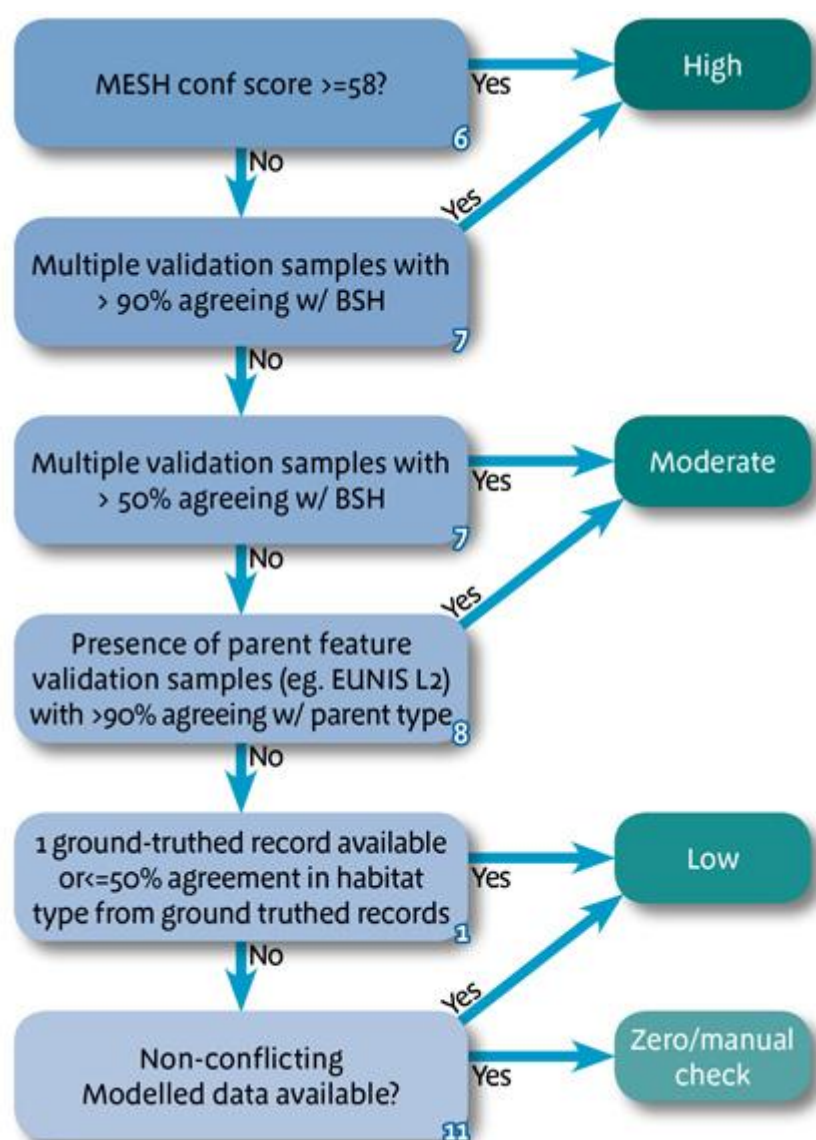 MESH conf score >=58?
6
Yes
High
No
Yes
Multiple validation samples with
> 90% agreeing w/ BSH
7
No
Multiple validation samples with
> 50% agreeing w/ BSH
7
Yes
Moderate
No
Yes
Presence of parent feature
validation samples (eg. EUNIS L2)
with >90% agreeing w/ parent type
8
No
1 ground-truthed record available
or<=50% agreement in habitat
type from ground truthed records
1
Yes
Low
No
Yes
Non-conflicting
Modelled data available?
11
Yes
Zero/manual
check